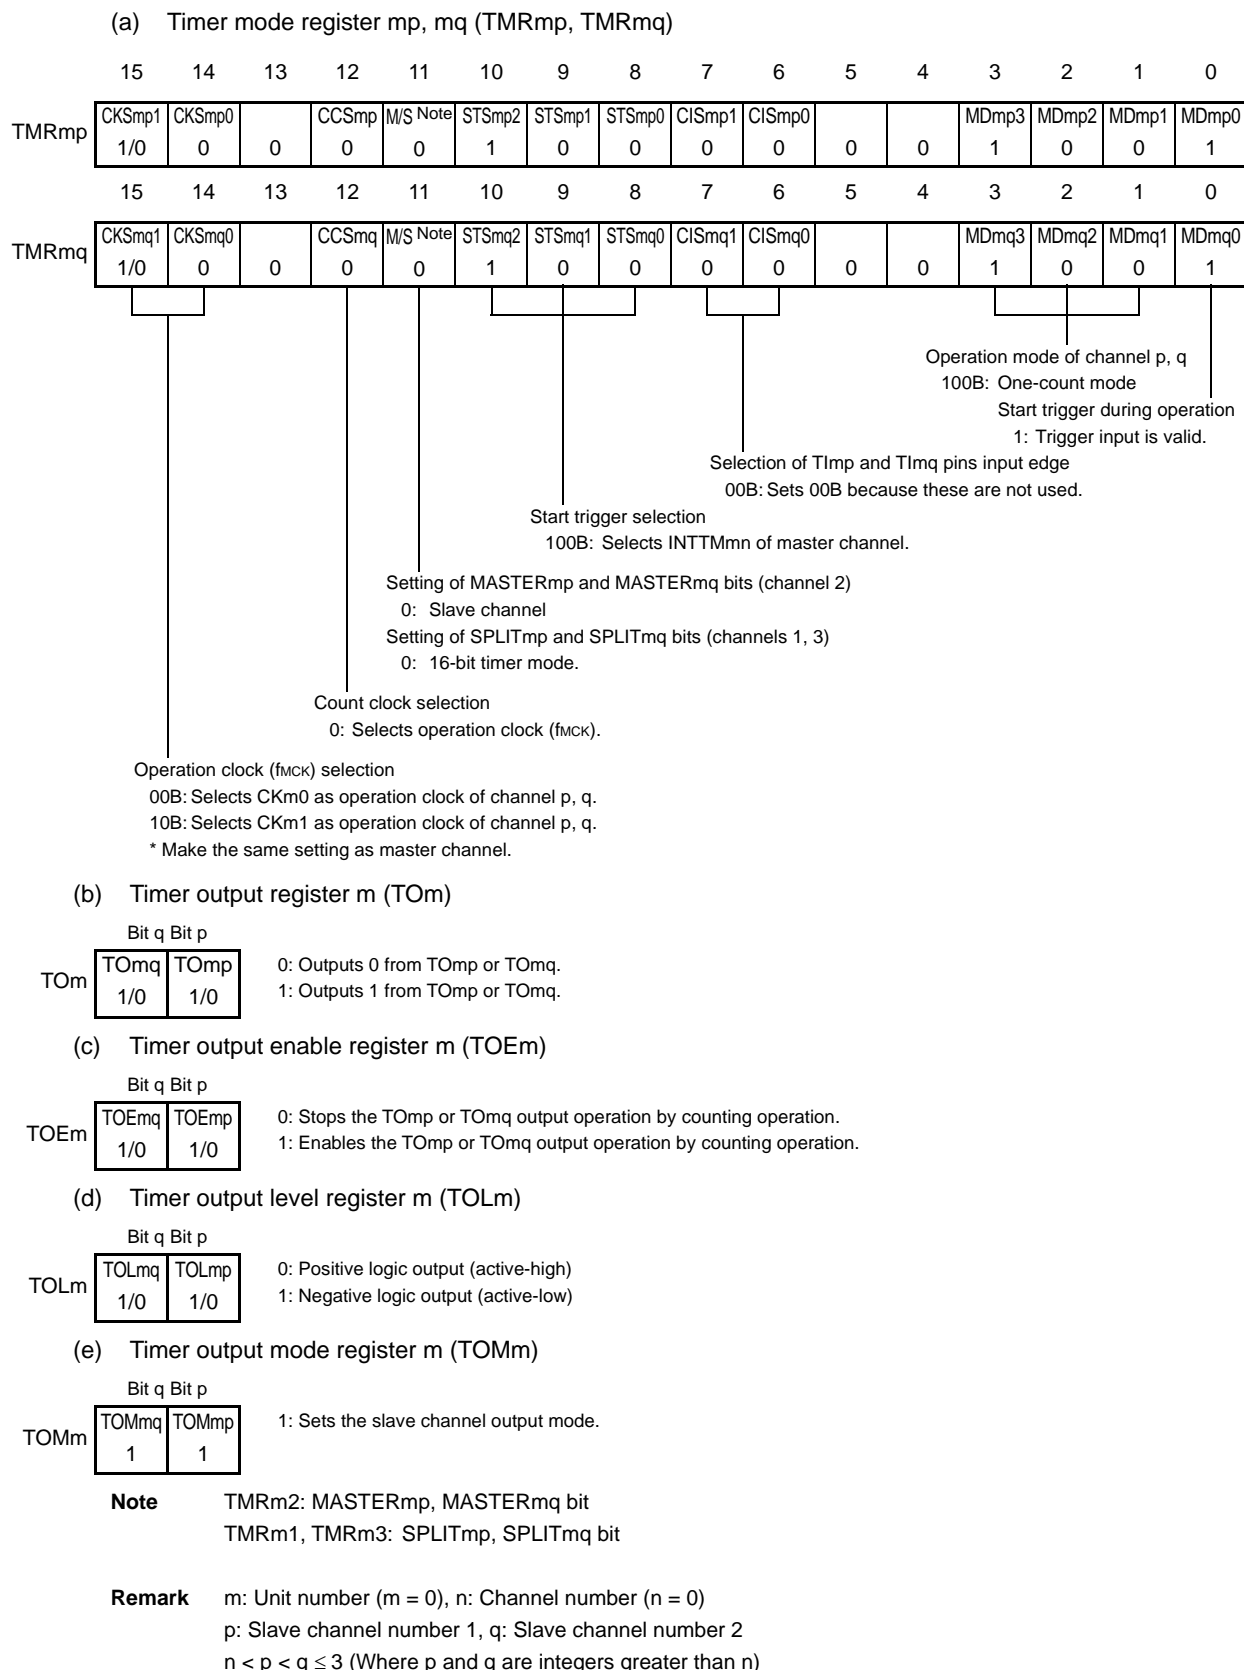 (a) Timer mode register mp, mq (TMRmp, TMRmq)
15 14 13 12 11 10 9 8 7 6 5 4 3 2 1 0
TMRmp CKSmp1 CKSmp0 CCSmp M/S Note STSmp2 STSmp1 STSmp0 CISmp1 CISmp0 MDmp3 MDmp2 MDmp1 MDmp0
1/0 0 0 0 0 1 0 0 0 0 0 0 1 0 0 1
15 14 13 12 11 10 9 8 7 6 5 4 3 2 1 0
TMRmq CKSmq1 CKSmq0 CCSmq M/S Note STSmq2 STSmq1 STSmq0 CISmq1 CISmq0 MDmq3 MDmq2 MDmq1 MDmq0
1/0 0 0 0 0 1 0 0 0 0 0 0 1 0 0 1
Operation mode of channel p, q
100B: One-count mode
Start trigger during operation
1: Trigger input is valid.
Selection of TImp and TImq pins input edge
00B: Sets 00B because these are not used.
Start trigger selection
100B: Selects INTTMmn of master channel.
Setting of MASTERmp and MASTERmq bits (channel 2)
0: Slave channel
Setting of SPLITmp and SPLITmq bits (channels 1, 3)
0: 16-bit timer mode.
Count clock selection
0: Selects operation clock (fMCK).
Operation clock (fMCK) selection
00B: Selects CKm0 as operation clock of channel p, q.
10B: Selects CKm1 as operation clock of channel p, q.
* Make the same setting as master channel.
(b) Timer output register m (TOm)
Bit q Bit p
TOm TOmq TOmp
1/0 1/0
0: Outputs 0 from TOmp or TOmq.
1: Outputs 1 from TOmp or TOmq.
(c) Timer output enable register m (TOEm)
Bit q Bit p
TOEm TOEmq TOEmp
1/0 1/0
0: Stops the TOmp or TOmq output operation by counting operation.
1: Enables the TOmp or TOmq output operation by counting operation.
(d) Timer output level register m (TOLm)
Bit q Bit p
TOLm TOLmq TOLmp
1/0 1/0
0: Positive logic output (active-high)
1: Negative logic output (active-low)
(e) Timer output mode register m (TOMm)
Bit q Bit p
TOMm TOMmq TOMmp
1 1
1: Sets the slave channel output mode.
Note TMRm2: MASTERmp, MASTERmq bit
TMRm1, TMRm3: SPLITmp, SPLITmq bit
Remark m: Unit number (m = 0), n: Channel number (n = 0)
p: Slave channel number 1, q: Slave channel number 2
n < p < q ≤ 3 (Where p and q are integers greater than n)